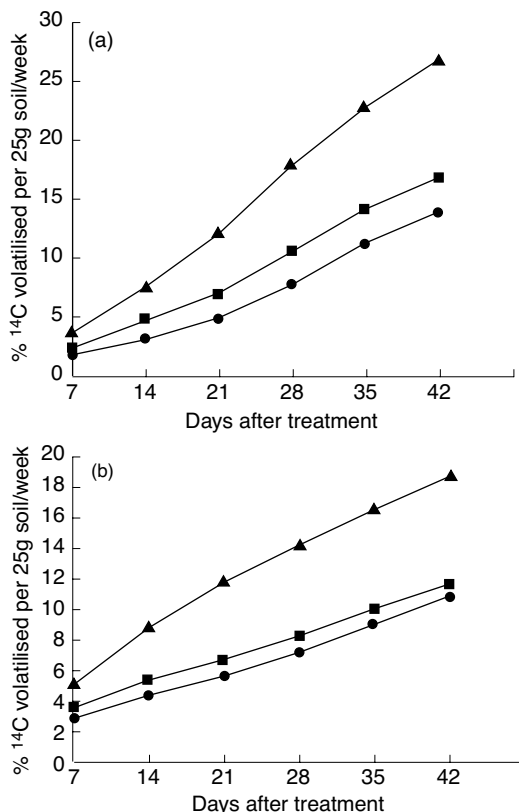 (a)
% ¹⁴C volatilised per 25g soil/week
30
25
20
15
10
5
0
7 14 21 28 35 42
Days after treatment
(b)
% ¹⁴C volatilised per 25g soil/week
20
18
16
14
12
10
8
6
4
2
0
7 14 21 28 35 42
Days after treatment